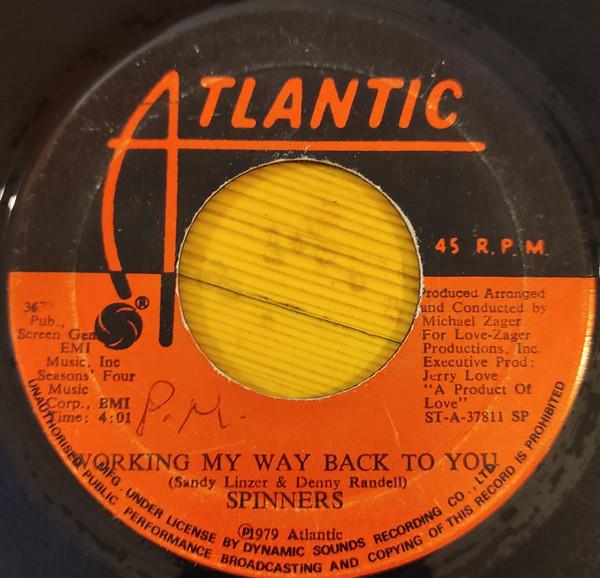 ATLANTIC
45 R.P.M.
®
Pub.,
Screen Gem
EMI
Music, Inc
Seasons' Four
Music
Corp., BMI
Time: 4:01
Produced Arranged
and Conducted by
Michael Zager
For Love-Zager
Productions, Inc.
Executive Prod:
Jerry Love
"A Product Of
Love"
ST-A-37811 SP
P.M.
WORKING MY WAY BACK TO YOU
(Sandy Linzer & Denny Randell)
SPINNERS
℗1979 Atlantic
MFG. UNDER LICENSE BY DYNAMIC SOUNDS RECORDING CO., LTD.
UNAUTHORISED PUBLIC PERFORMANCE BROADCASTING AND COPYING OF THIS RECORD IS PROHIBITED